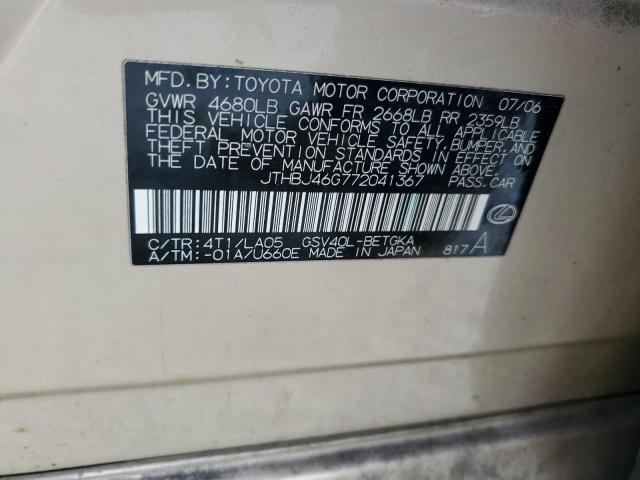 MFD. BY: TOYOTA MOTOR CORPORATION 07/06
GVWR 4680LB GAWR FR 2668LB RR 2359LB
THIS VEHICLE CONFORMS TO ALL APPLICABLE
FEDERAL MOTOR VEHICLE SAFETY, BUMPER, AND
THEFT PREVENTION STANDARDS IN EFFECT ON
THE DATE OF MANUFACTURE SHOWN ABOVE.
JTHBJ46G772041367 PASS. CAR
C/TR: 4T1/LA05 GSV40L-BETGKA
A/TM: -01A/U660E MADE IN JAPAN 817 A